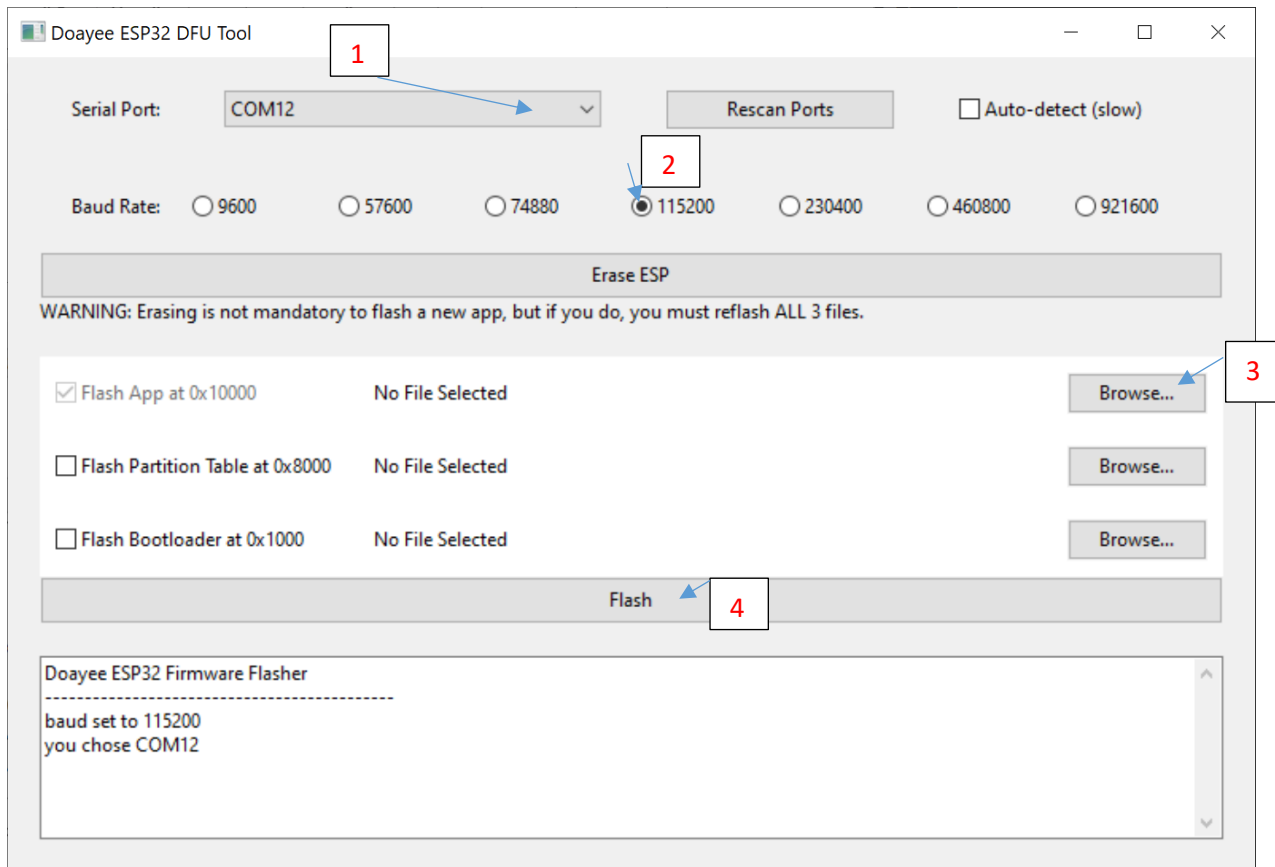 Doayee ESP32 DFU Tool
1
Serial Port: COM12 Rescan Ports Auto-detect (slow)
2
Baud Rate: 9600 57600 74880 115200 230400 460800 921600
Erase ESP
WARNING: Erasing is not mandatory to flash a new app, but if you do, you must reflash ALL 3 files.
3
Flash App at 0x10000 No File Selected Browse...
Flash Partition Table at 0x8000 No File Selected Browse...
Flash Bootloader at 0x1000 No File Selected Browse...
Flash 4
Doayee ESP32 Firmware Flasher
--------------------------------------------
baud set to 115200
you chose COM12